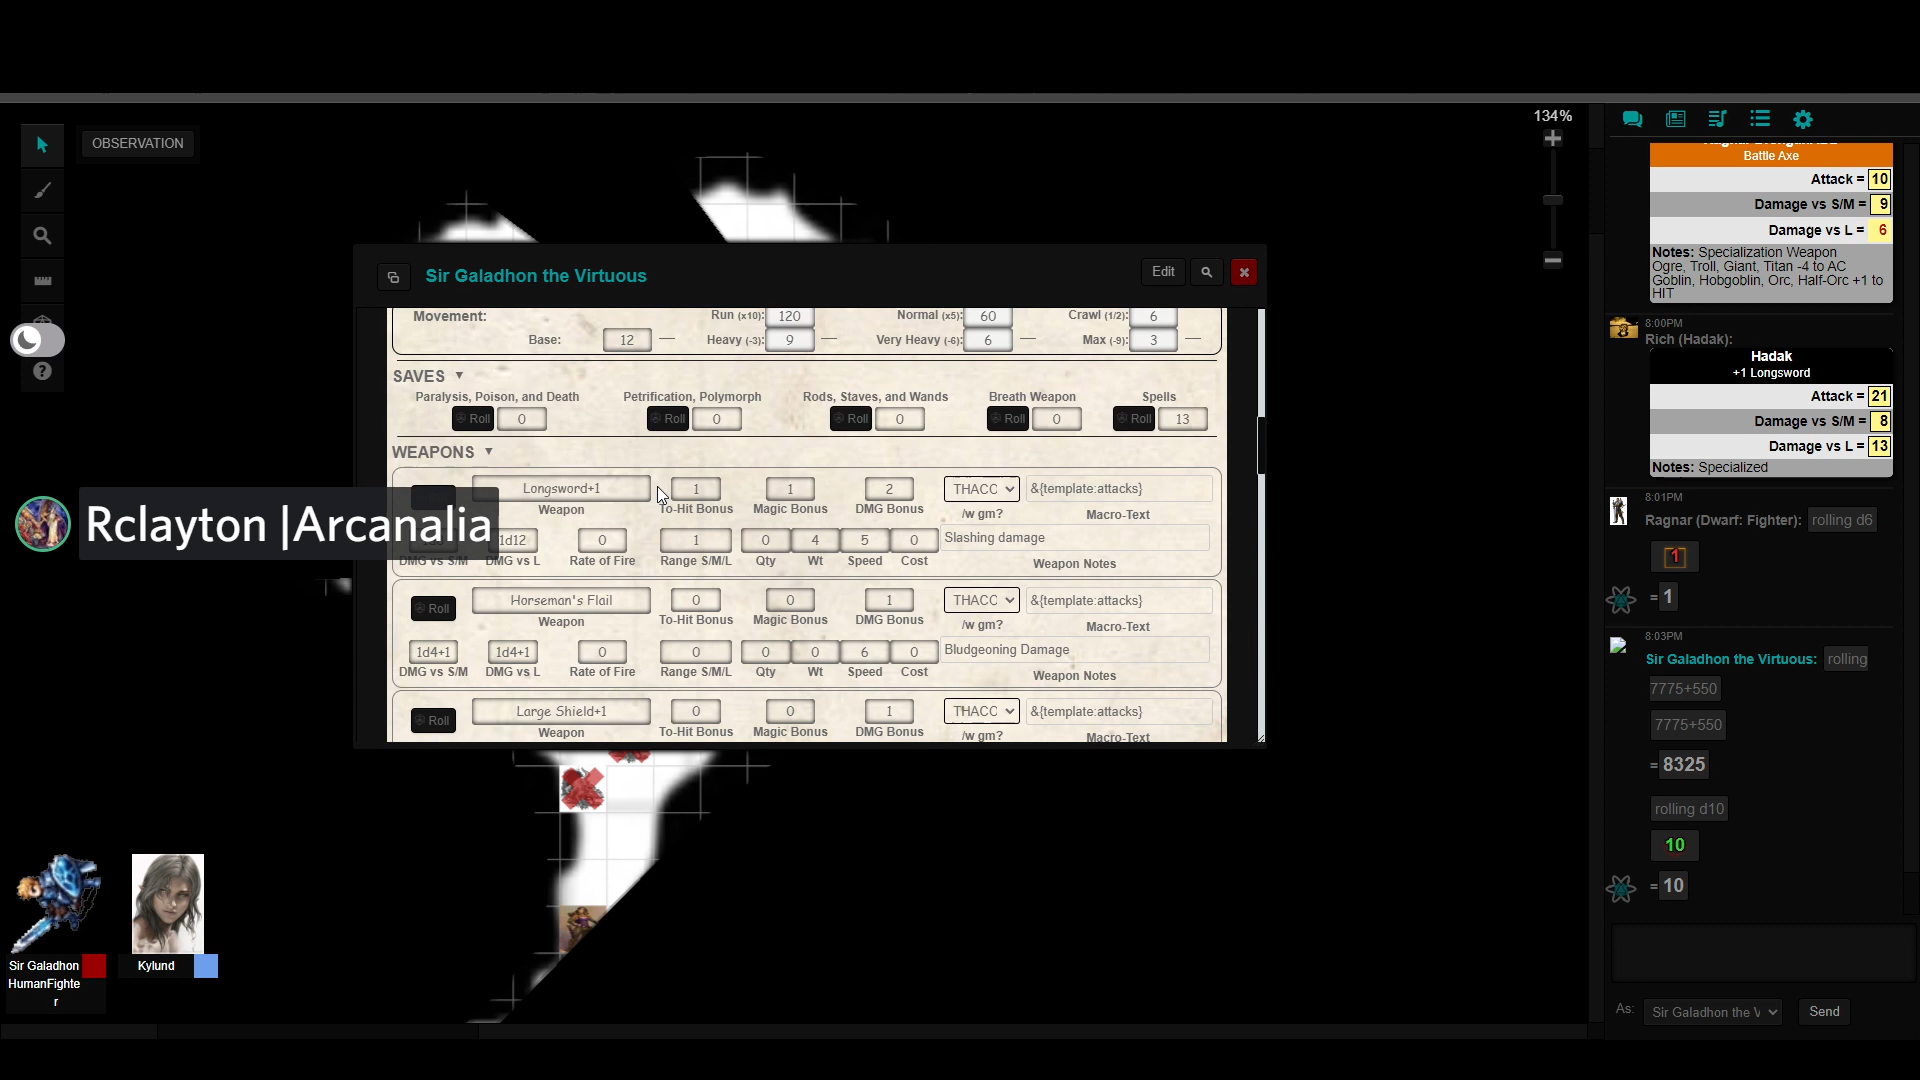 134%
OBSERVATION
Battle Axe
Attack = 10
Damage vs S/M = 9
Damage vs L = 6
Notes: Specialization Weapon
Ogre, Troll, Giant, Titan -4 to AC
Goblin, Hobgoblin, Orc, Half-Orc +1 to
HIT
8:00PM
Rich (Hadak):
Hadak
+1 Longsword
Attack = 21
Damage vs S/M = 8
Damage vs L = 13
Notes: Specialized
8:01PM
Ragnar (Dwarf: Fighter): rolling d6
1
= 1
8:03PM
Sir Galadhon the Virtuous: rolling
7775+550
7775+550
= 8325
rolling d10
10
= 10
As: Sir Galadhon the V Send
Sir Galadhon the Virtuous Edit
Movement: Run (x10): 120 Normal (x5): 60 Crawl (1/2): 6
Base: 12 Heavy (-3): 9 Very Heavy (-6): 6 Max (-9): 3
SAVES
Paralysis, Poison, and Death Petrification, Polymorph Rods, Staves, and Wands Breath Weapon Spells
Roll 0 Roll 0 Roll 0 Roll 0 Roll 13
WEAPONS
Longsword+1 1 1 2 THAC0 &{template:attacks}
Weapon To-Hit Bonus Magic Bonus DMG Bonus /w gm? Macro-Text
1d12 0 1 0 4 5 0 Slashing damage
DMG vs S/M DMG vs L Rate of Fire Range S/M/L Qty Wt Speed Cost Weapon Notes
Roll Horseman's Flail 0 0 1 THAC0 &{template:attacks}
Weapon To-Hit Bonus Magic Bonus DMG Bonus /w gm? Macro-Text
1d4+1 1d4+1 0 0 0 0 6 0 Bludgeoning Damage
DMG vs S/M DMG vs L Rate of Fire Range S/M/L Qty Wt Speed Cost Weapon Notes
Roll Large Shield+1 0 0 1 THAC0 &{template:attacks}
Weapon To-Hit Bonus Magic Bonus DMG Bonus /w gm? Macro-Text
Rclayton |Arcanalia
Sir Galadhon
HumanFighte
r
Kylund